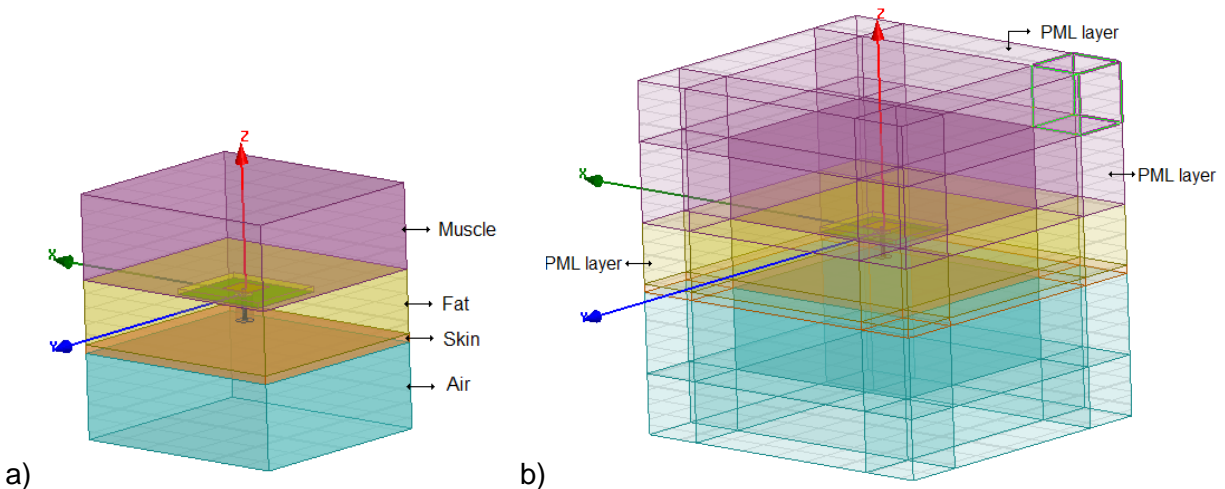 Z
X
Y
Muscle
Fat
Skin
Air
a)
Z
X
Y
PML layer
PML layer
PML layer
b)